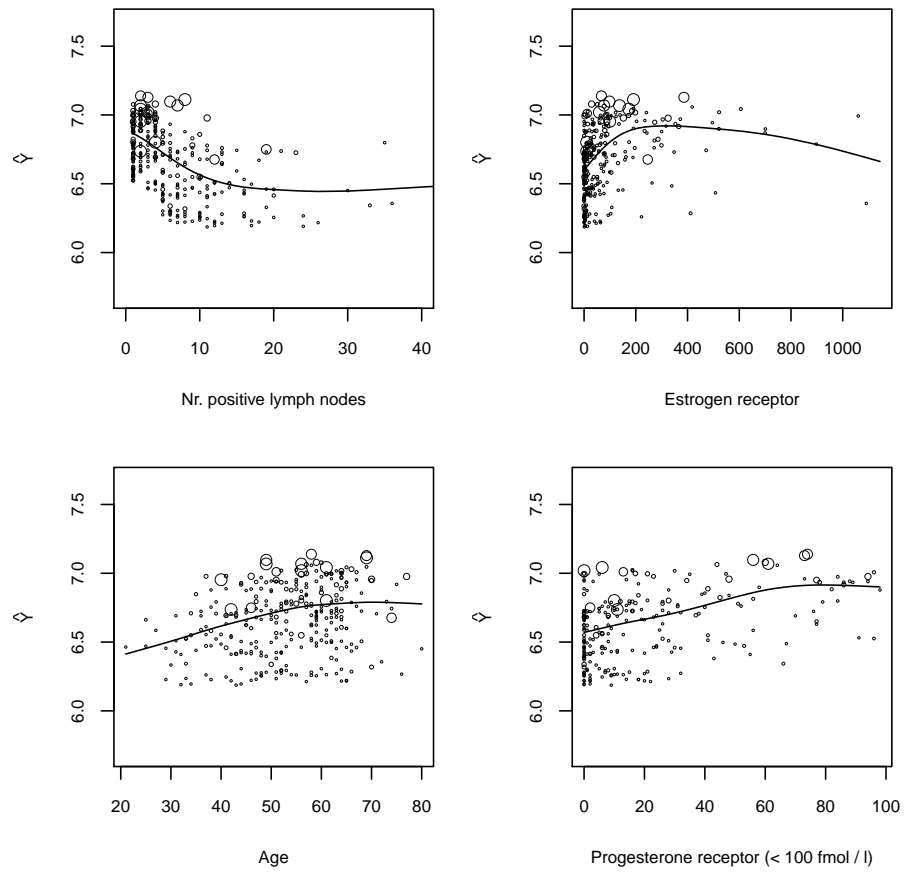 7.5
7.0
6.5
6.0
Ŷ
0 10 20 30 40
Nr. positive lymph nodes
7.5
7.0
6.5
6.0
Ŷ
0 200 400 600 800 1000
Estrogen receptor
7.5
7.0
6.5
6.0
Ŷ
20 30 40 50 60 70 80
Age
7.5
7.0
6.5
6.0
Ŷ
0 20 40 60 80 100
Progesterone receptor (< 100 fmol / l)